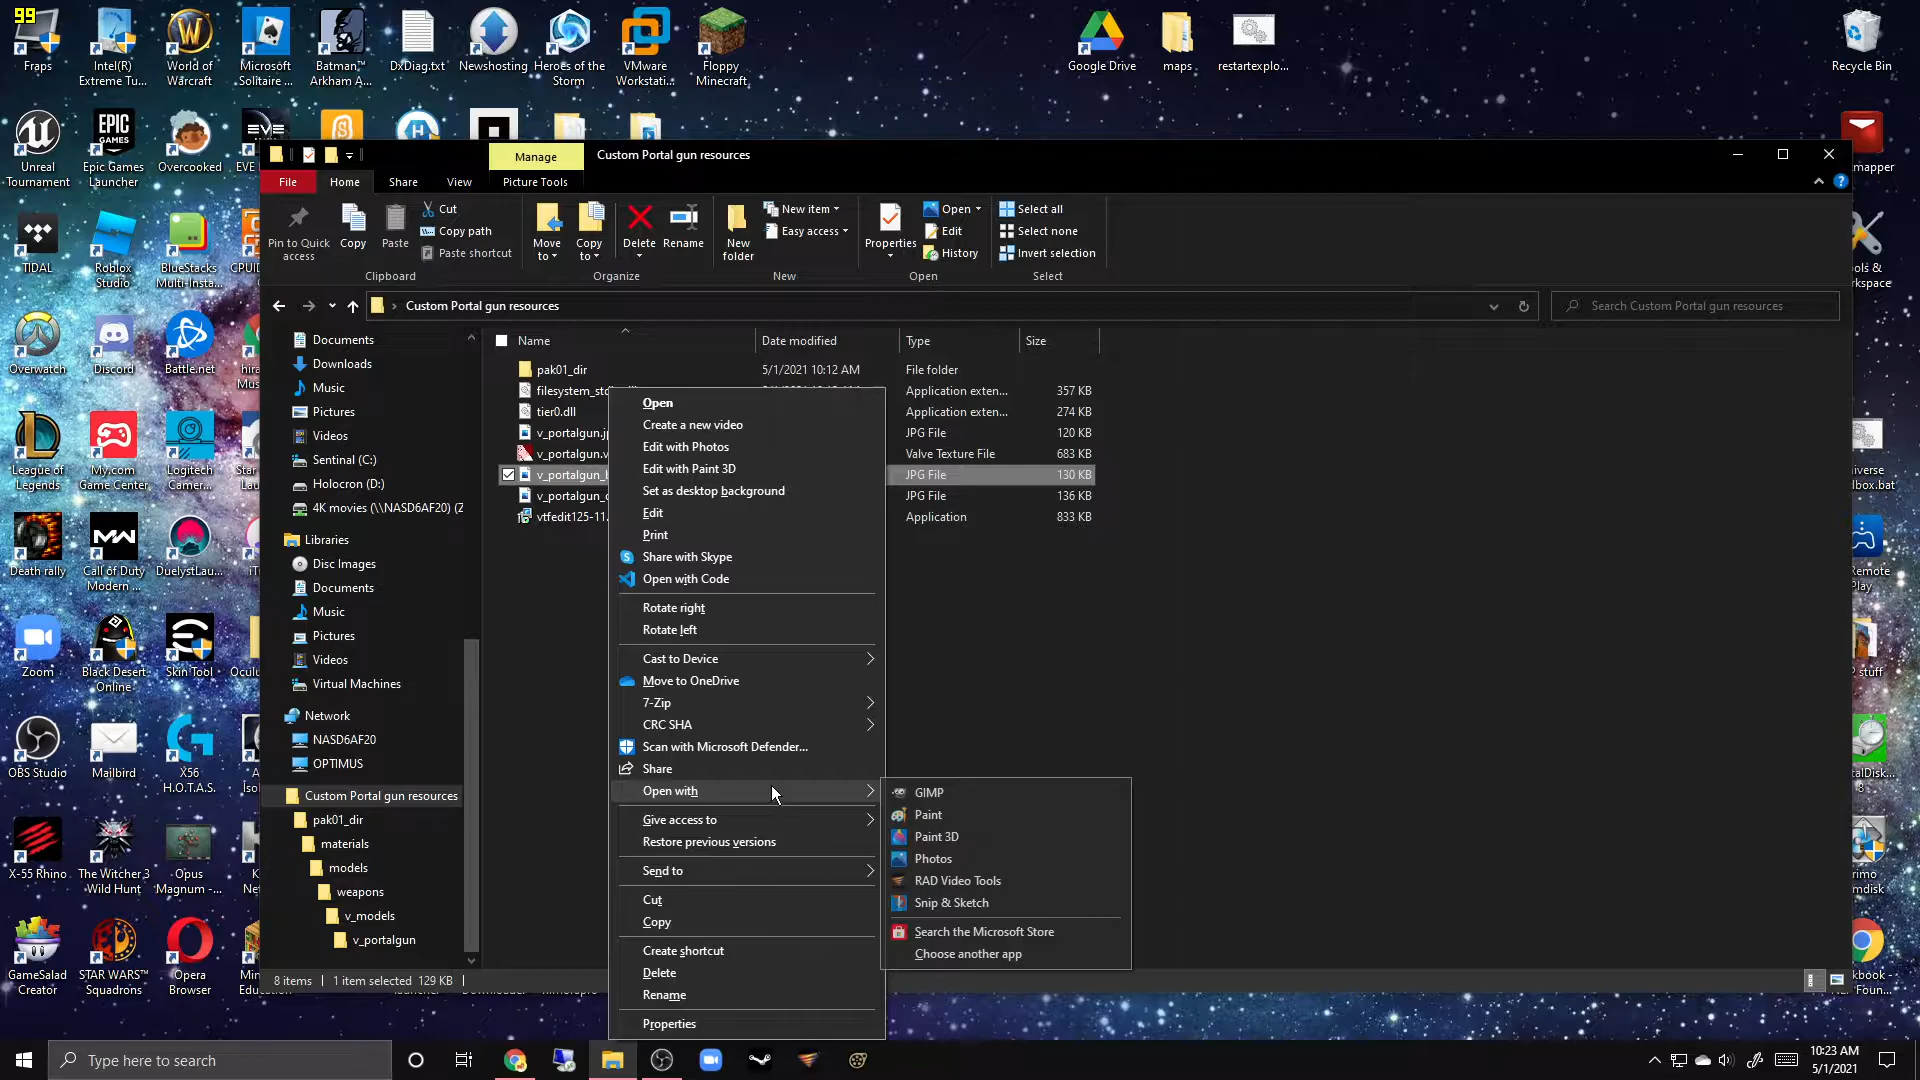 99
Fraps
Intel(R)
Extreme Tu...
World of
Warcraft
Microsoft
Solitaire ...
Batman™
Arkham A...
DxDiag.txt
Newshosting
Heroes of the
Storm
VMware
Workstati...
Floppy
Minecraft
Google Drive
maps
restartexplo...
Recycle Bin
Unreal
Tournament
EPIC
GAMES
Epic Games
Launcher
Overcooked
EVE
TIDAL
Roblox
Studio
BlueStacks
Multi-Insta...
CPUID
Overwatch
Discord
Battle.net
League of
Legends
My.com
Game Center
Logitech
Camer...
Death rally
MW
Call of Duty
Modern ...
DuelystLau...
Zoom
Black Desert
Online
Skin Tool
OBS Studio
Mailbird
X56
H.O.T.A.S.
X-55 Rhino
The Witcher 3
Wild Hunt
Opus
Magnum -...
GameSalad
Creator
STAR WARS™
Squadrons
Opera
Browser
Manage
Custom Portal gun resources
File
Home
Share
View
Picture Tools
Pin to Quick
access
Copy
Paste
Cut
Copy path
Paste shortcut
Clipboard
Move
to
Copy
to
Delete
Rename
Organize
New
folder
New item
Easy access
New
Properties
Open
Edit
History
Open
Select all
Select none
Invert selection
Select
Custom Portal gun resources
Search Custom Portal gun resources
Documents
Downloads
Music
Pictures
Videos
Sentinal (C:)
Holocron (D:)
4K movies (\\NASD6AF20) (Z
Libraries
Disc Images
Documents
Music
Pictures
Videos
Virtual Machines
Network
NASD6AF20
OPTIMUS
Custom Portal gun resources
pak01_dir
materials
models
weapons
v_models
v_portalgun
Name
Date modified
Type
Size
pak01_dir 5/1/2021 10:12 AM File folder
filesystem_std Application exten... 357 KB
tier0.dll Application exten... 274 KB
v_portalgun.j JPG File 120 KB
v_portalgun.v Valve Texture File 683 KB
v_portalgun_ JPG File 130 KB
v_portalgun_ JPG File 136 KB
vtfedit125-11. Application 833 KB
Open
Create a new video
Edit with Photos
Edit with Paint 3D
Set as desktop background
Edit
Print
Share with Skype
Open with Code
Rotate right
Rotate left
Cast to Device
Move to OneDrive
7-Zip
CRC SHA
Scan with Microsoft Defender...
Share
Open with
Give access to
Restore previous versions
Send to
Cut
Copy
Create shortcut
Delete
Rename
Properties
GIMP
Paint
Paint 3D
Photos
RAD Video Tools
Snip & Sketch
Search the Microsoft Store
Choose another app
8 items
1 item selected 129 KB
Remote
Play
Type here to search
10:23 AM
5/1/2021